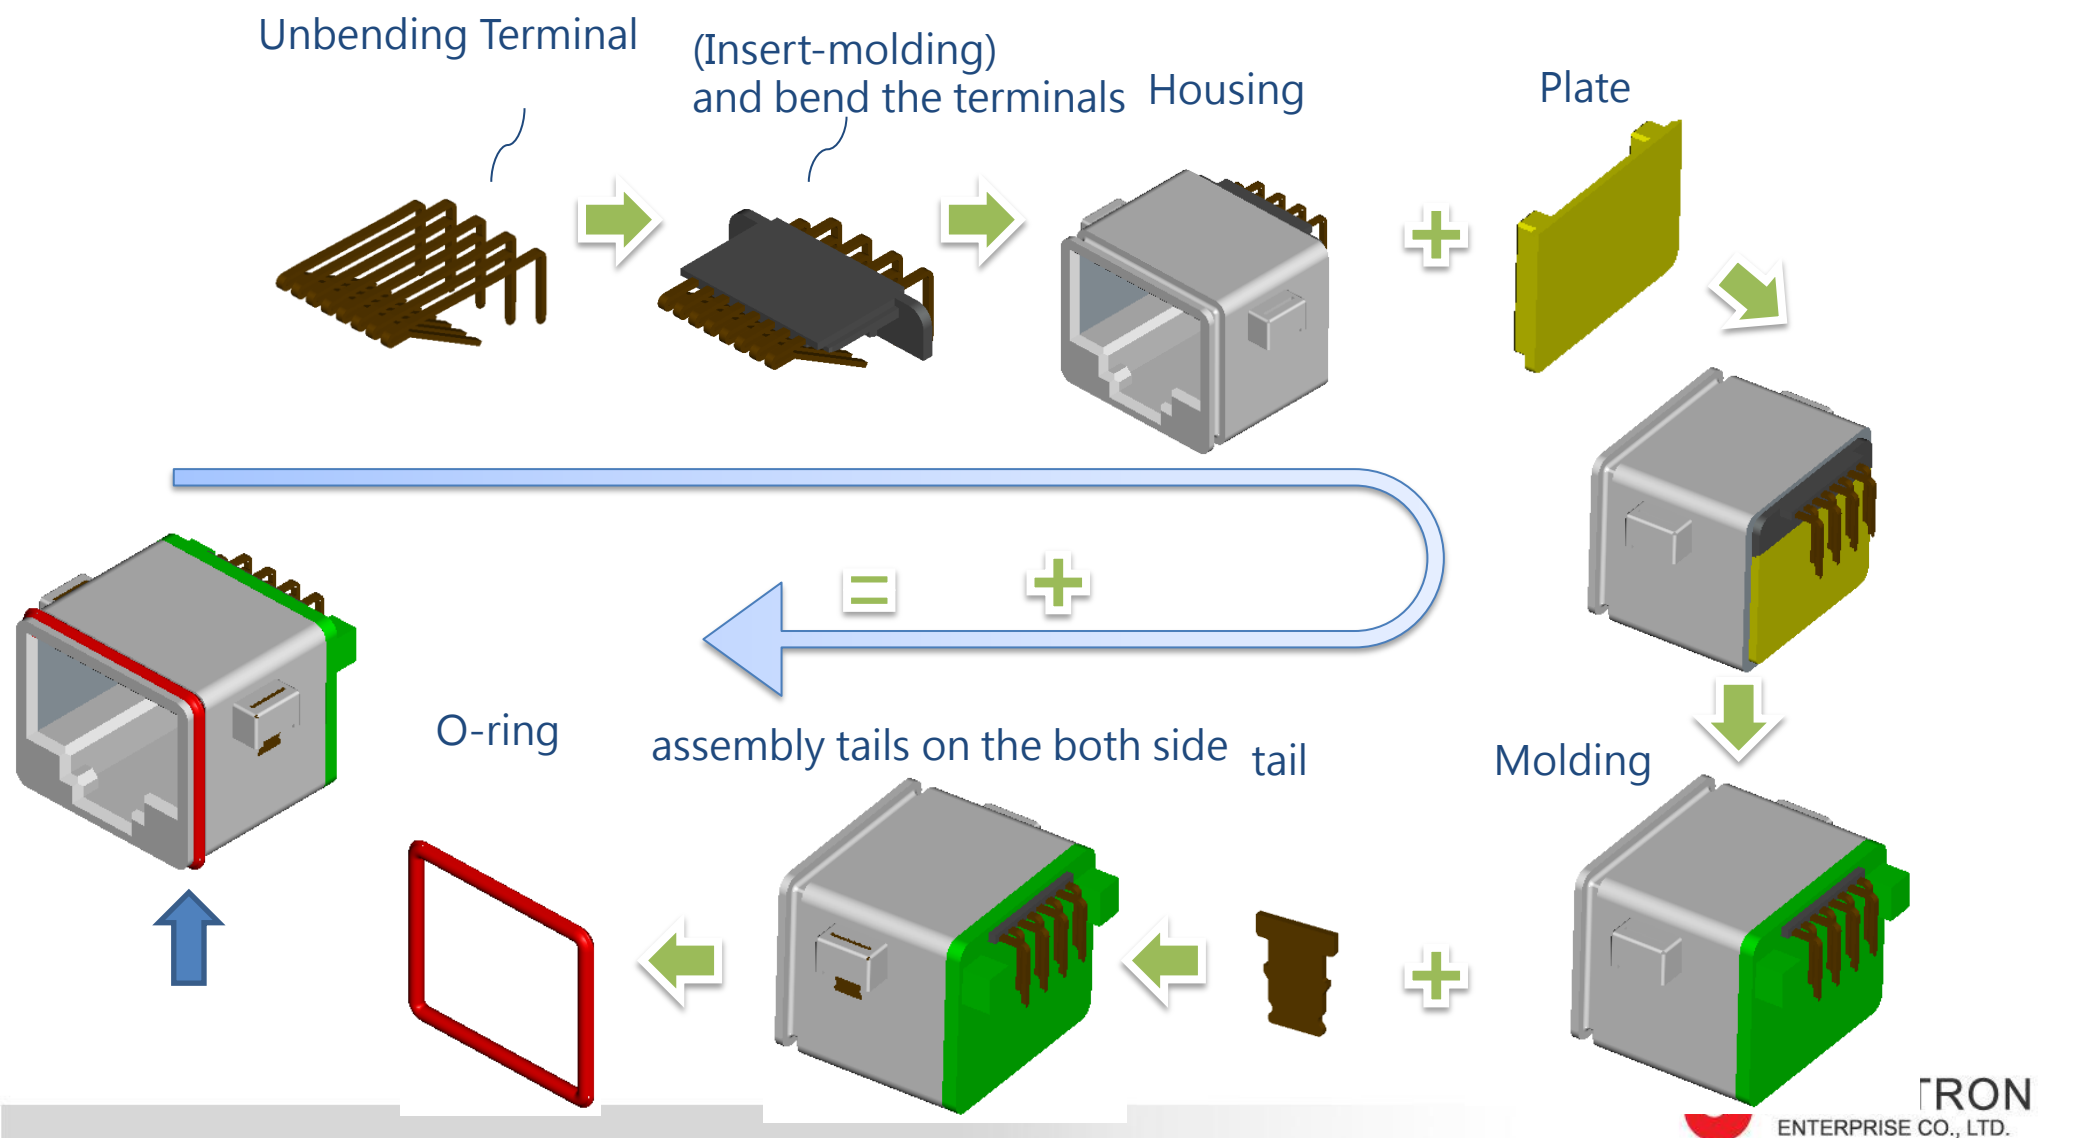 Unbending Terminal
(Insert-molding)
and bend the terminals
Housing
Plate
O-ring
assembly tails on the both side
tail
Molding
TRON
ENTERPRISE CO., LTD.